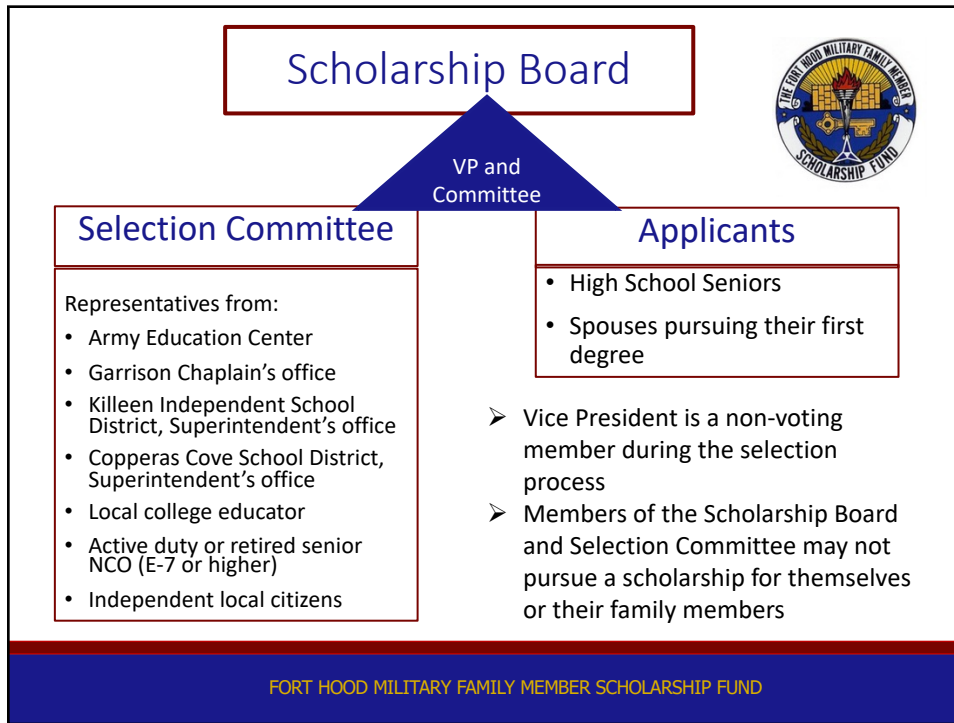 Scholarship Board
THE FORT HOOD MILITARY FAMILY MEMBER
SCHOLARSHIP FUND
VP and
Committee
Selection Committee
Representatives from:
• Army Education Center
• Garrison Chaplain's office
• Killeen Independent School
District, Superintendent's office
• Copperas Cove School District,
Superintendent's office
• Local college educator
• Active duty or retired senior
NCO (E-7 or higher)
• Independent local citizens
Applicants
• High School Seniors
• Spouses pursuing their first
degree
➢ Vice President is a non-voting
member during the selection
process
➢ Members of the Scholarship Board
and Selection Committee may not
pursue a scholarship for themselves
or their family members
FORT HOOD MILITARY FAMILY MEMBER SCHOLARSHIP FUND